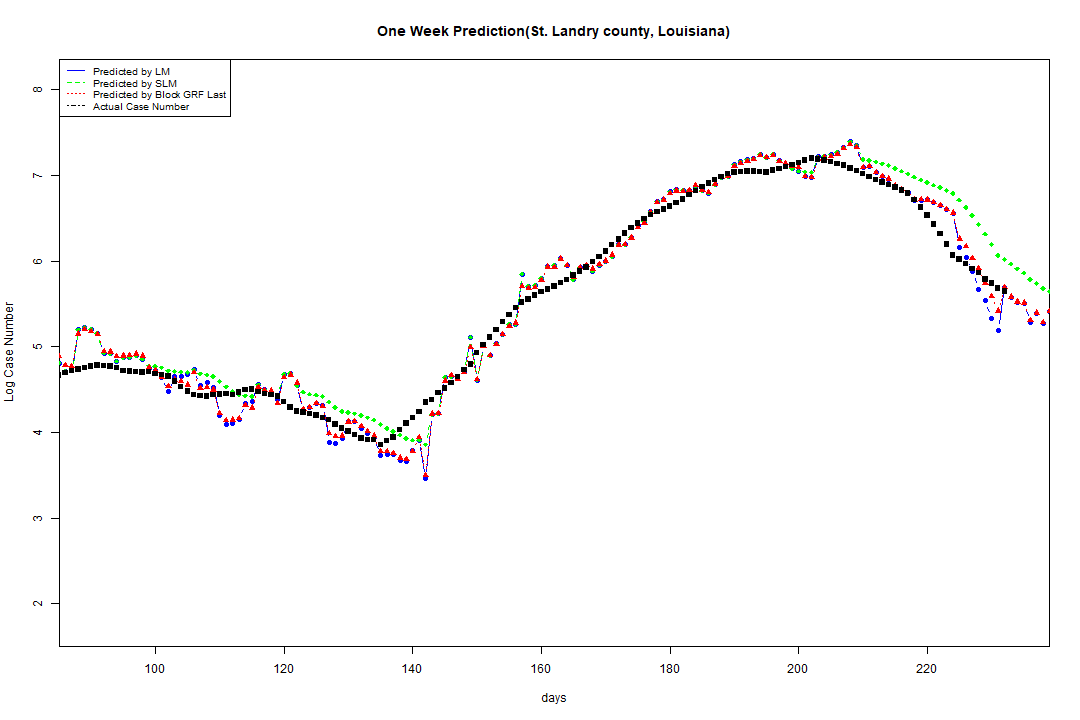 One Week Prediction(St. Landry county, Louisiana)
Predicted by LM
Predicted by SLM
Predicted by Block GRF Last
Actual Case Number
Log Case Number
8
7
6
5
4
3
2
100 120 140 160 180 200 220
days